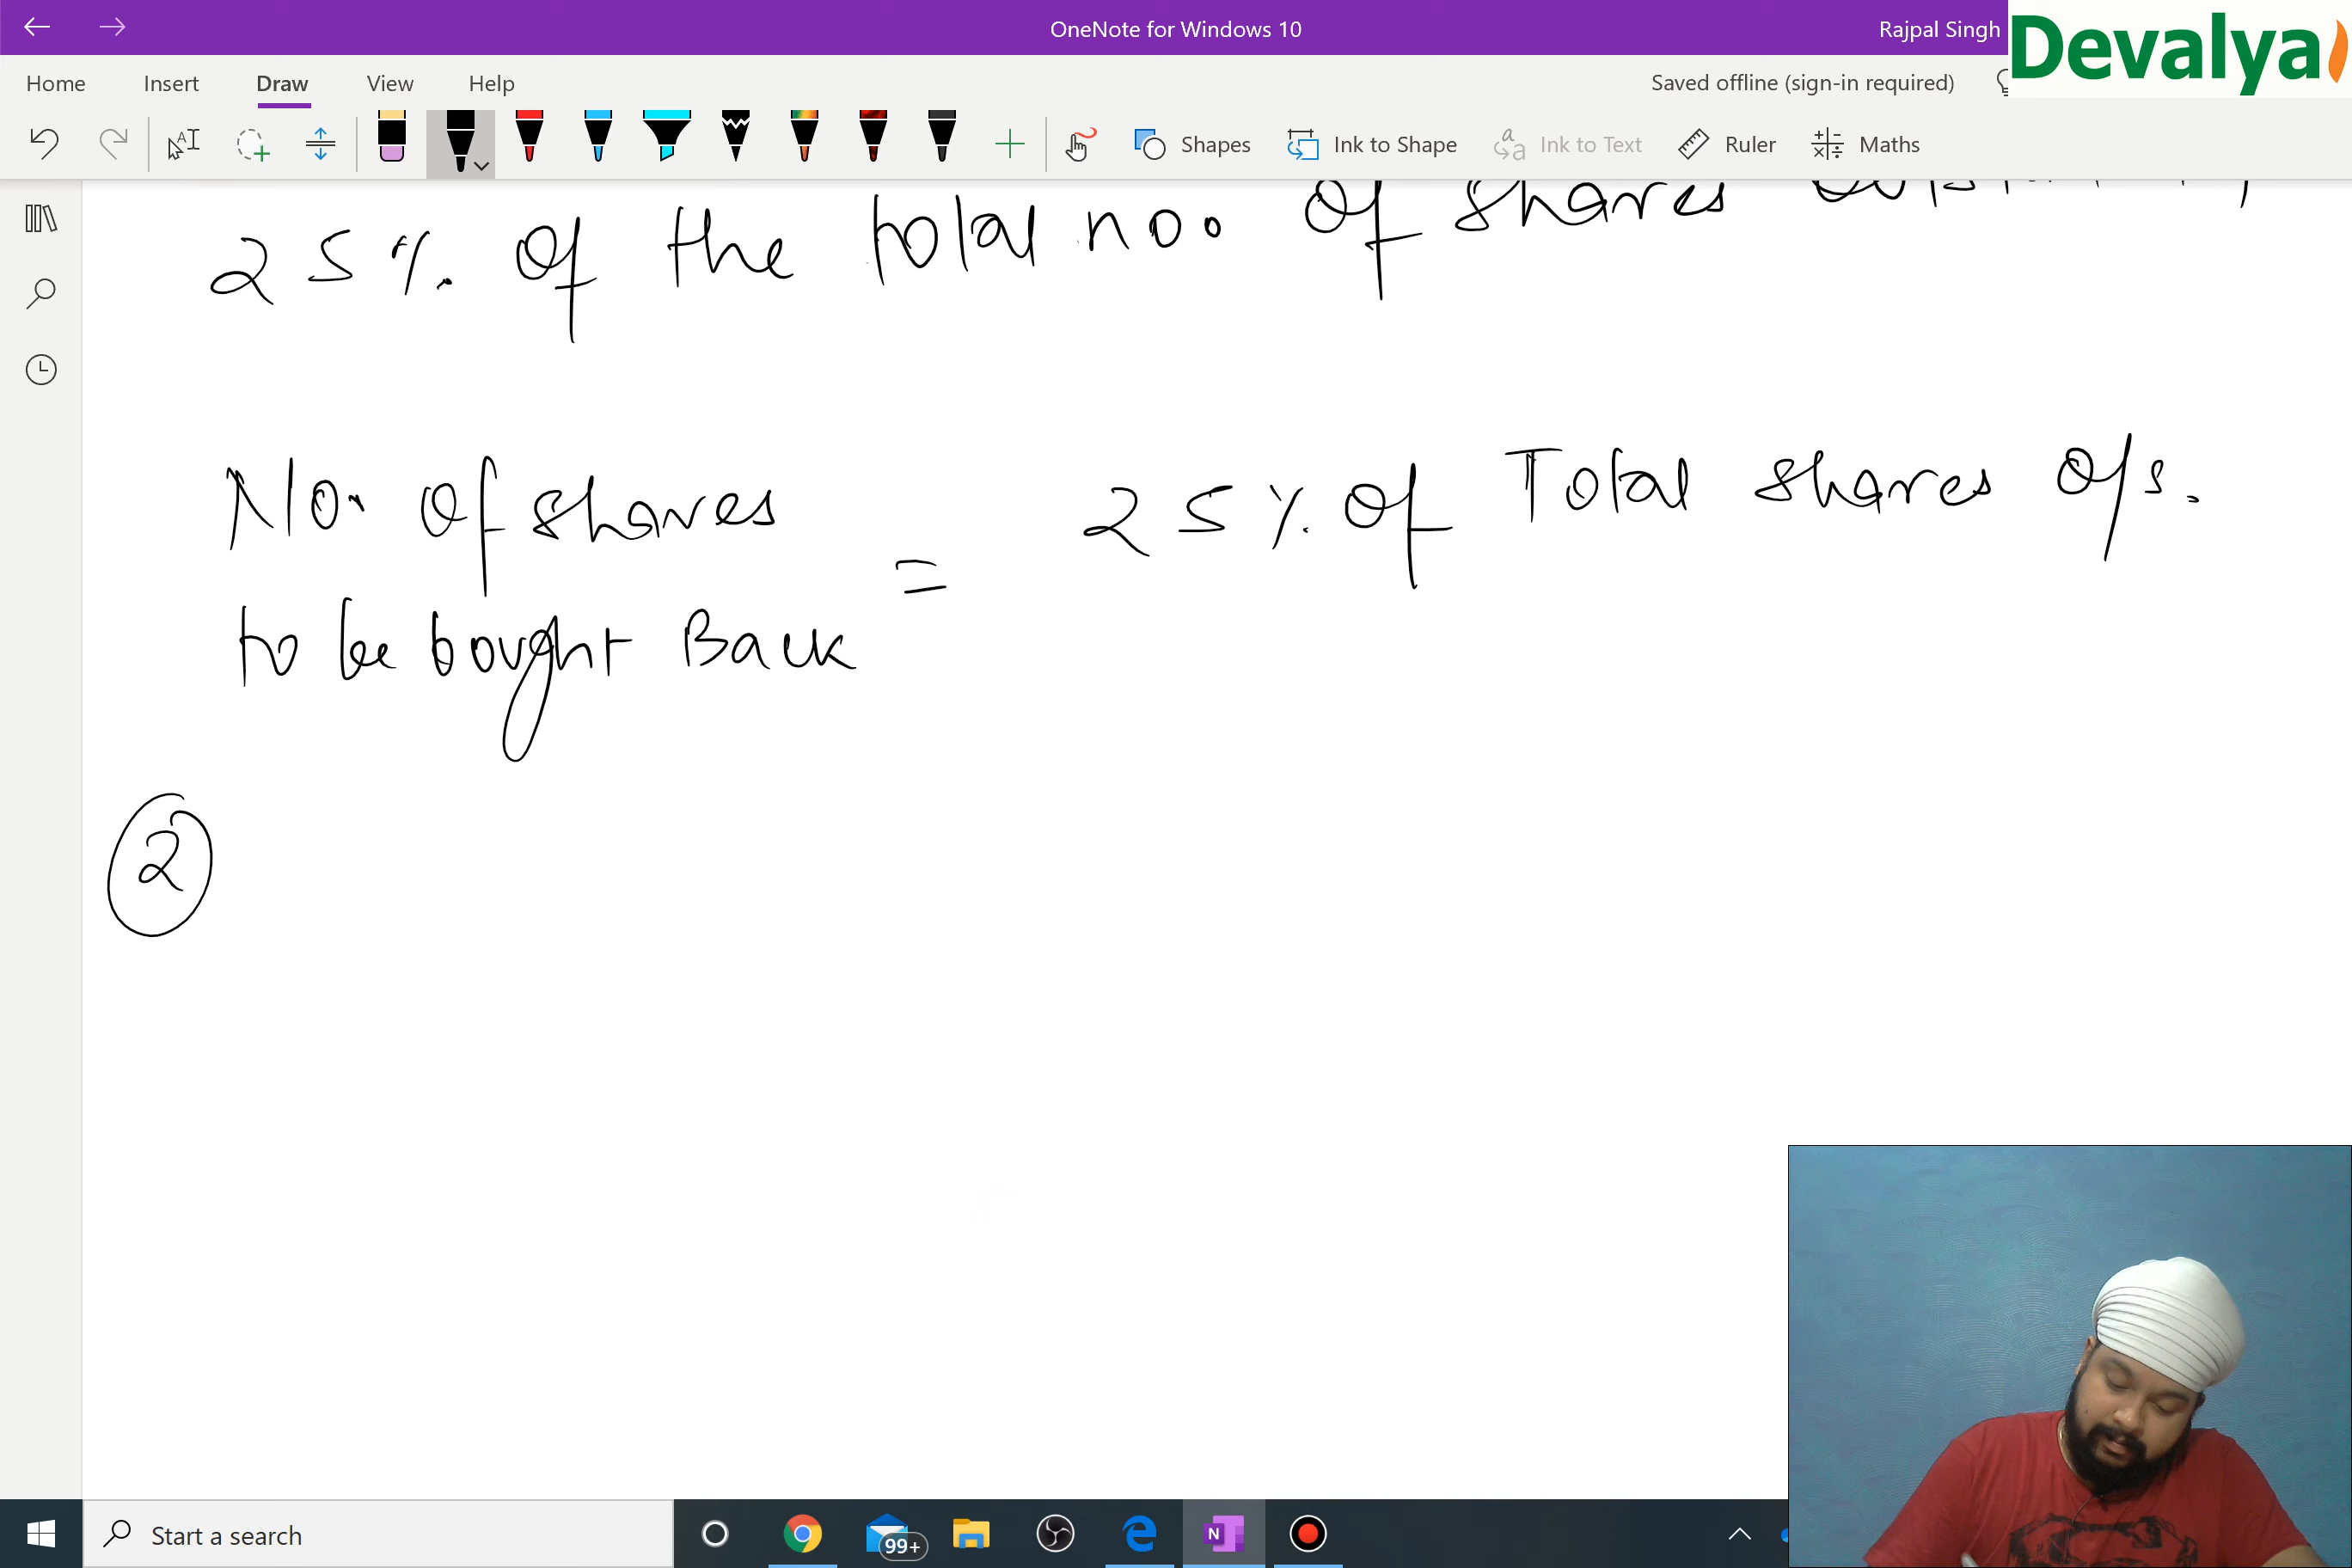 OneNote for Windows 10
Rajpal Singh
Devalya
Home Insert Draw View Help
Saved offline (sign-in required)
Shapes Ink to Shape Ink to Text Ruler Maths
25% of the total no. of shares
No. of shares = 25% of Total shares o/s.
to be bought Back
2
Start a search
99+
N